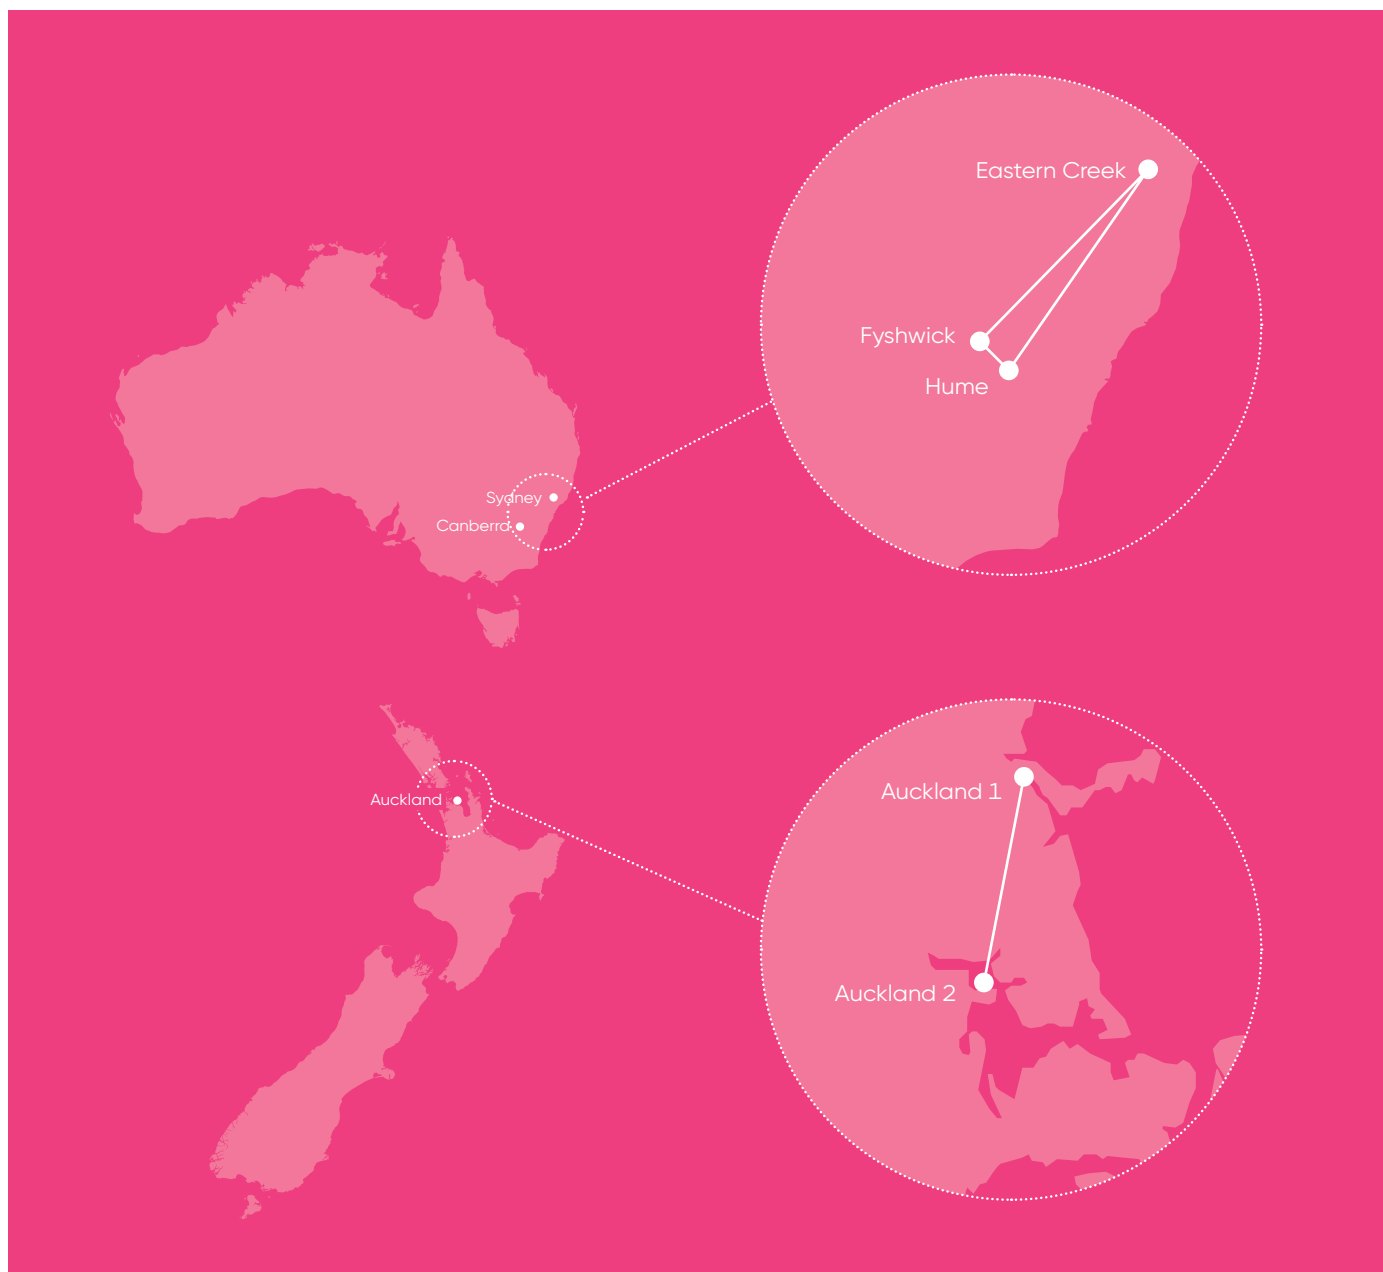 Eastern Creek
Fyshwick
Hume
Sydney
Canberra
Auckland
Auckland 1
Auckland 2